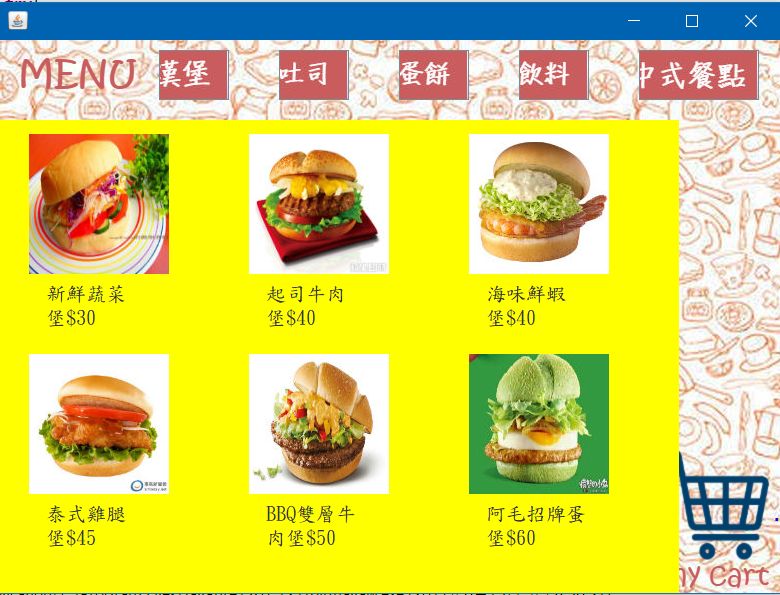 MENU
漢堡
吐司
蛋餅
飲料
中式餐點
新鮮蔬菜
堡$30
起司牛肉
堡$40
海味鮮蝦
堡$40
泰式雞腿
堡$45
BBQ雙層牛
肉堡$50
阿毛招牌蛋
堡$60
my cart